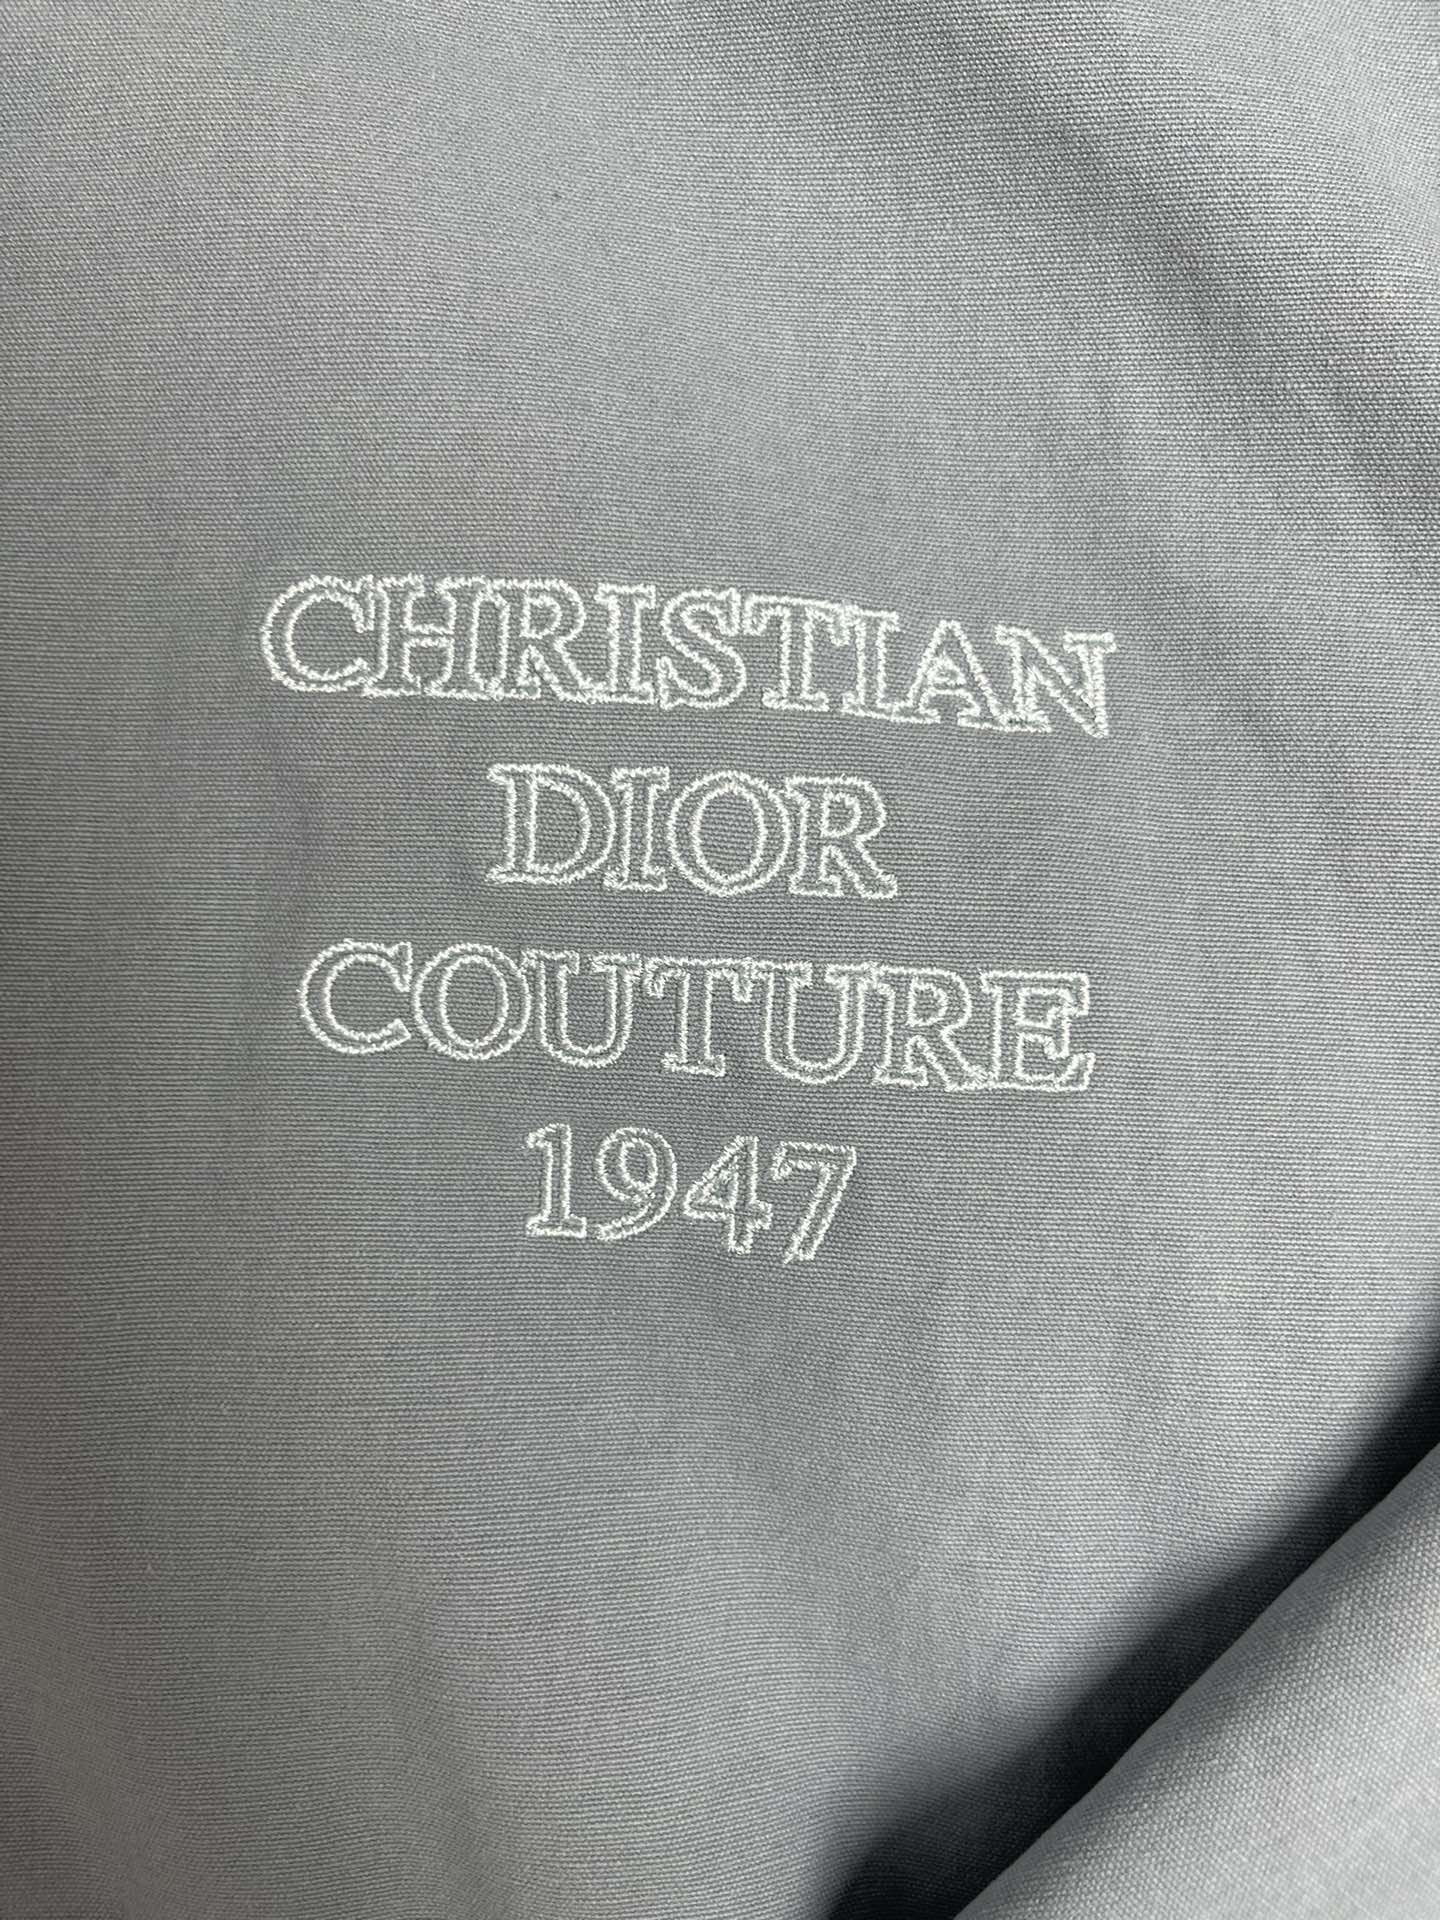 CHRISTIAN
DIOR
COUTURE
1947